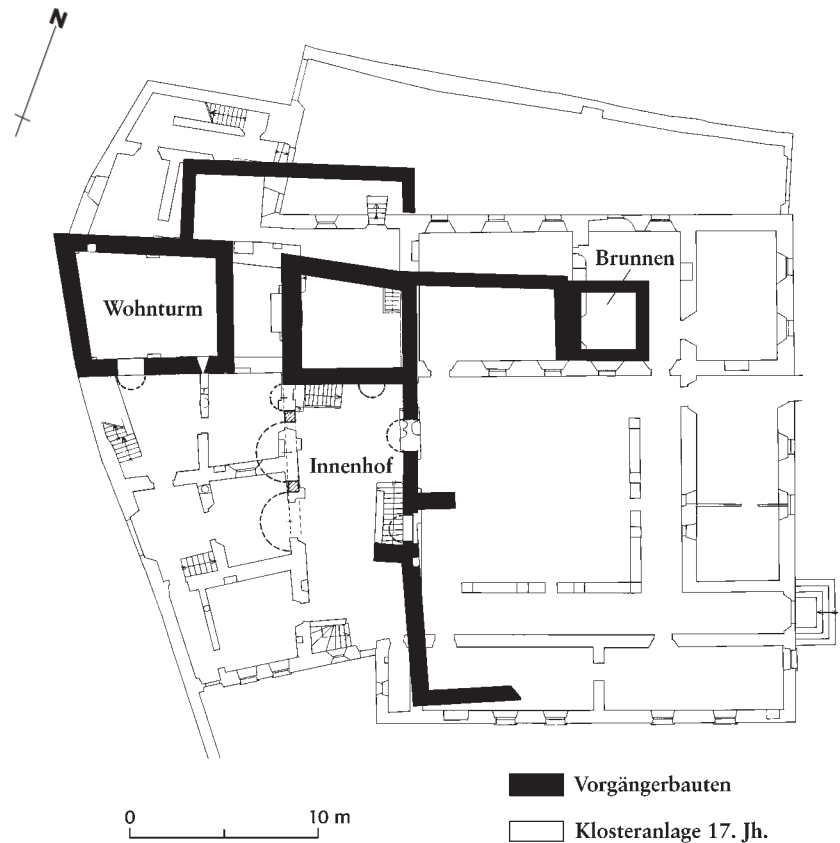 N
Brunnen
Wohnturm
Innenhof
Vorgängerbauten
0 10 m
Klosteranlage 17. Jh.